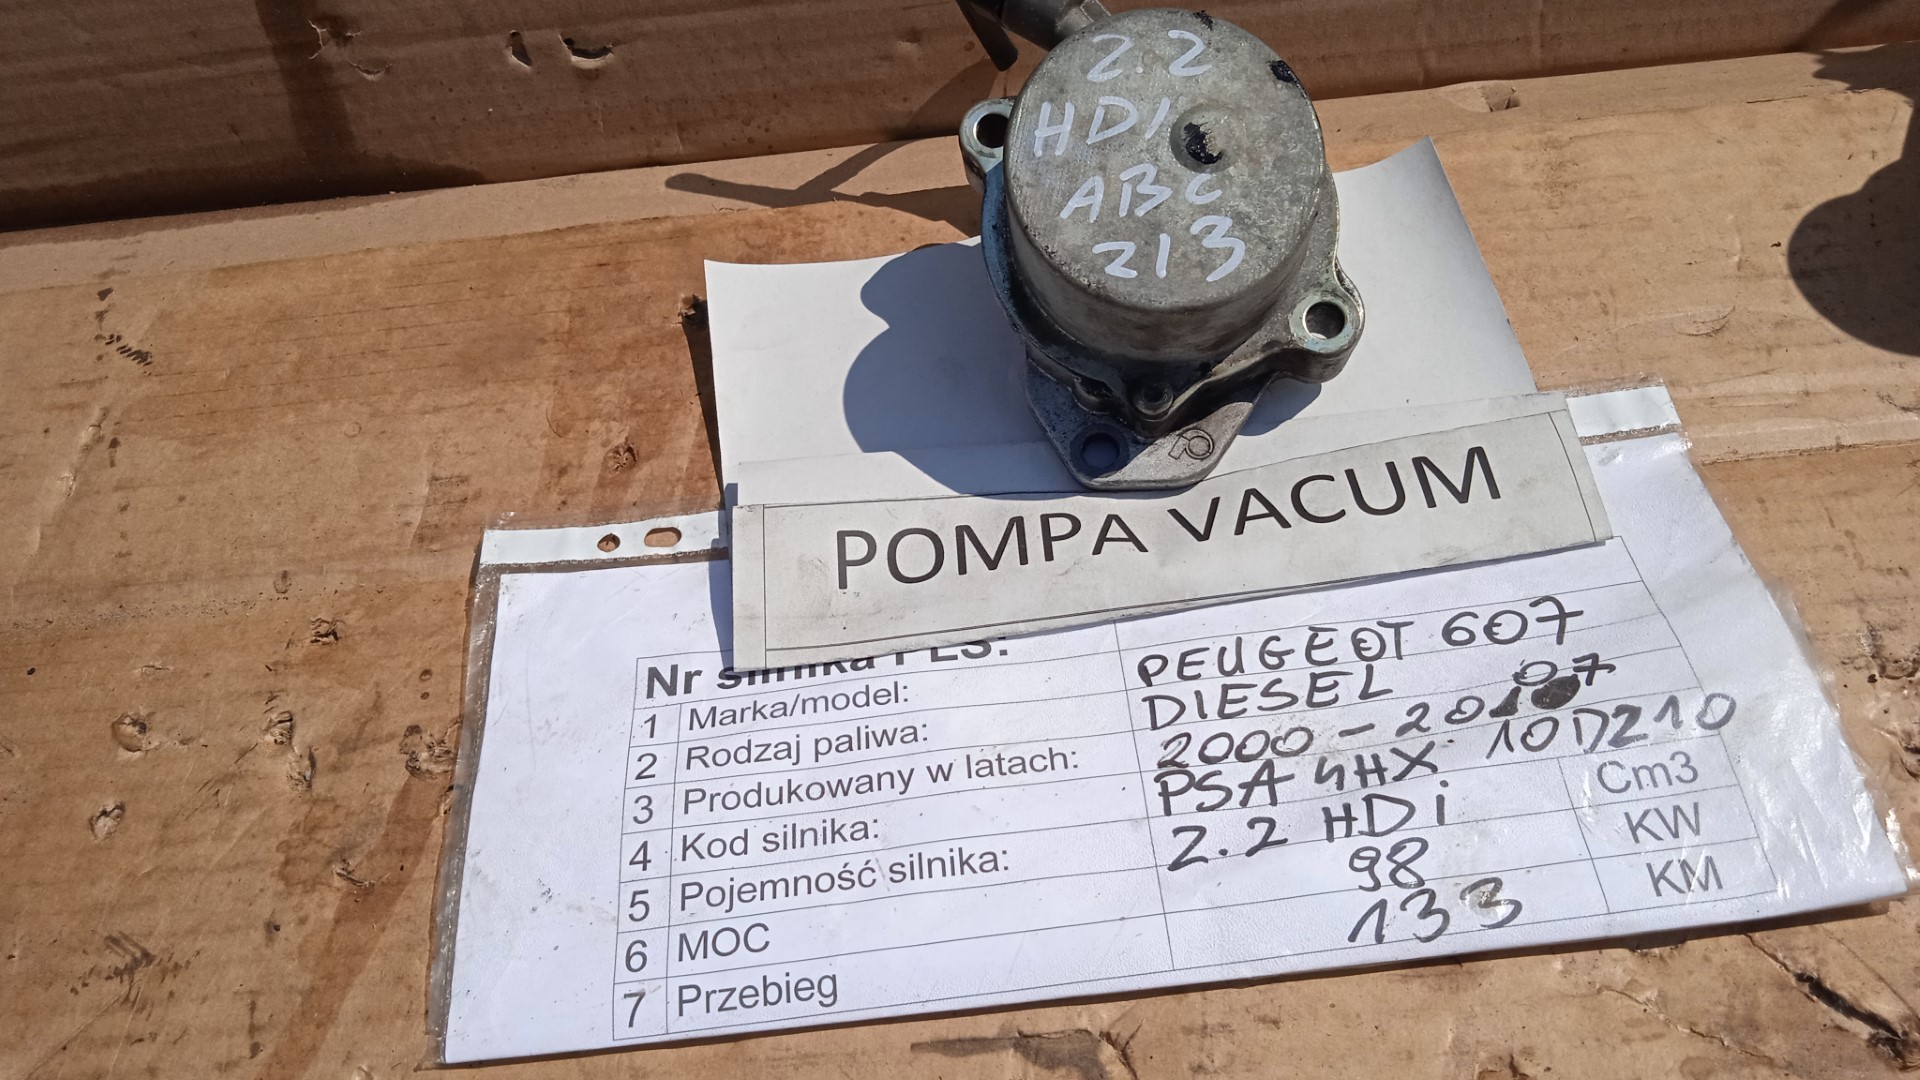 2.2
HDI
ABC
213
POMPA VACUM
Nr silnika PLS:
1 Marka/model: PEUGEOT 607
2 Rodzaj paliwa: DIESEL
3 Produkowany w latach: 2000 - 2007
4 Kod silnika: PSA 4HX 10DZ10
5 Pojemność silnika: 2.2 HDi Cm3
6 MOC 98 KW
7 Przebieg 133 KM